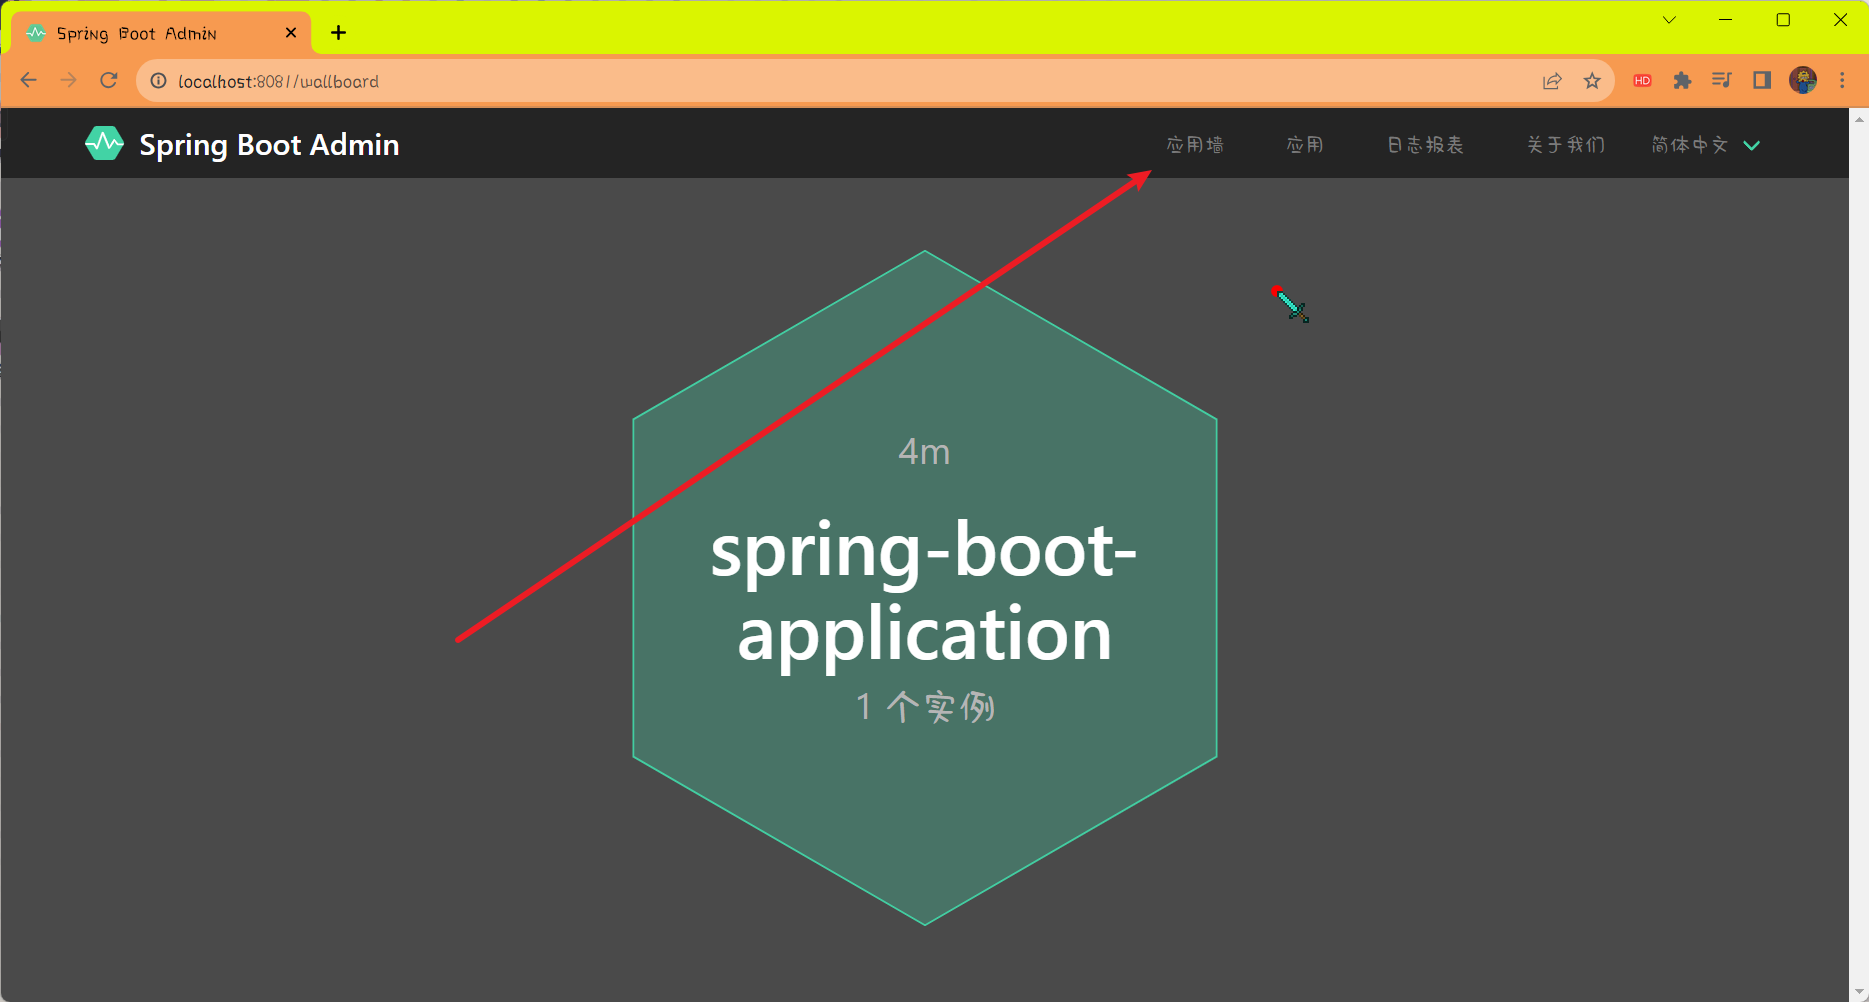 Spring Boot Admin
localhost:8081/wallboard
HD
Spring Boot Admin
应用墙 应用 日志报表 关于我们 简体中文
4m
spring-boot-
application
1 个实例